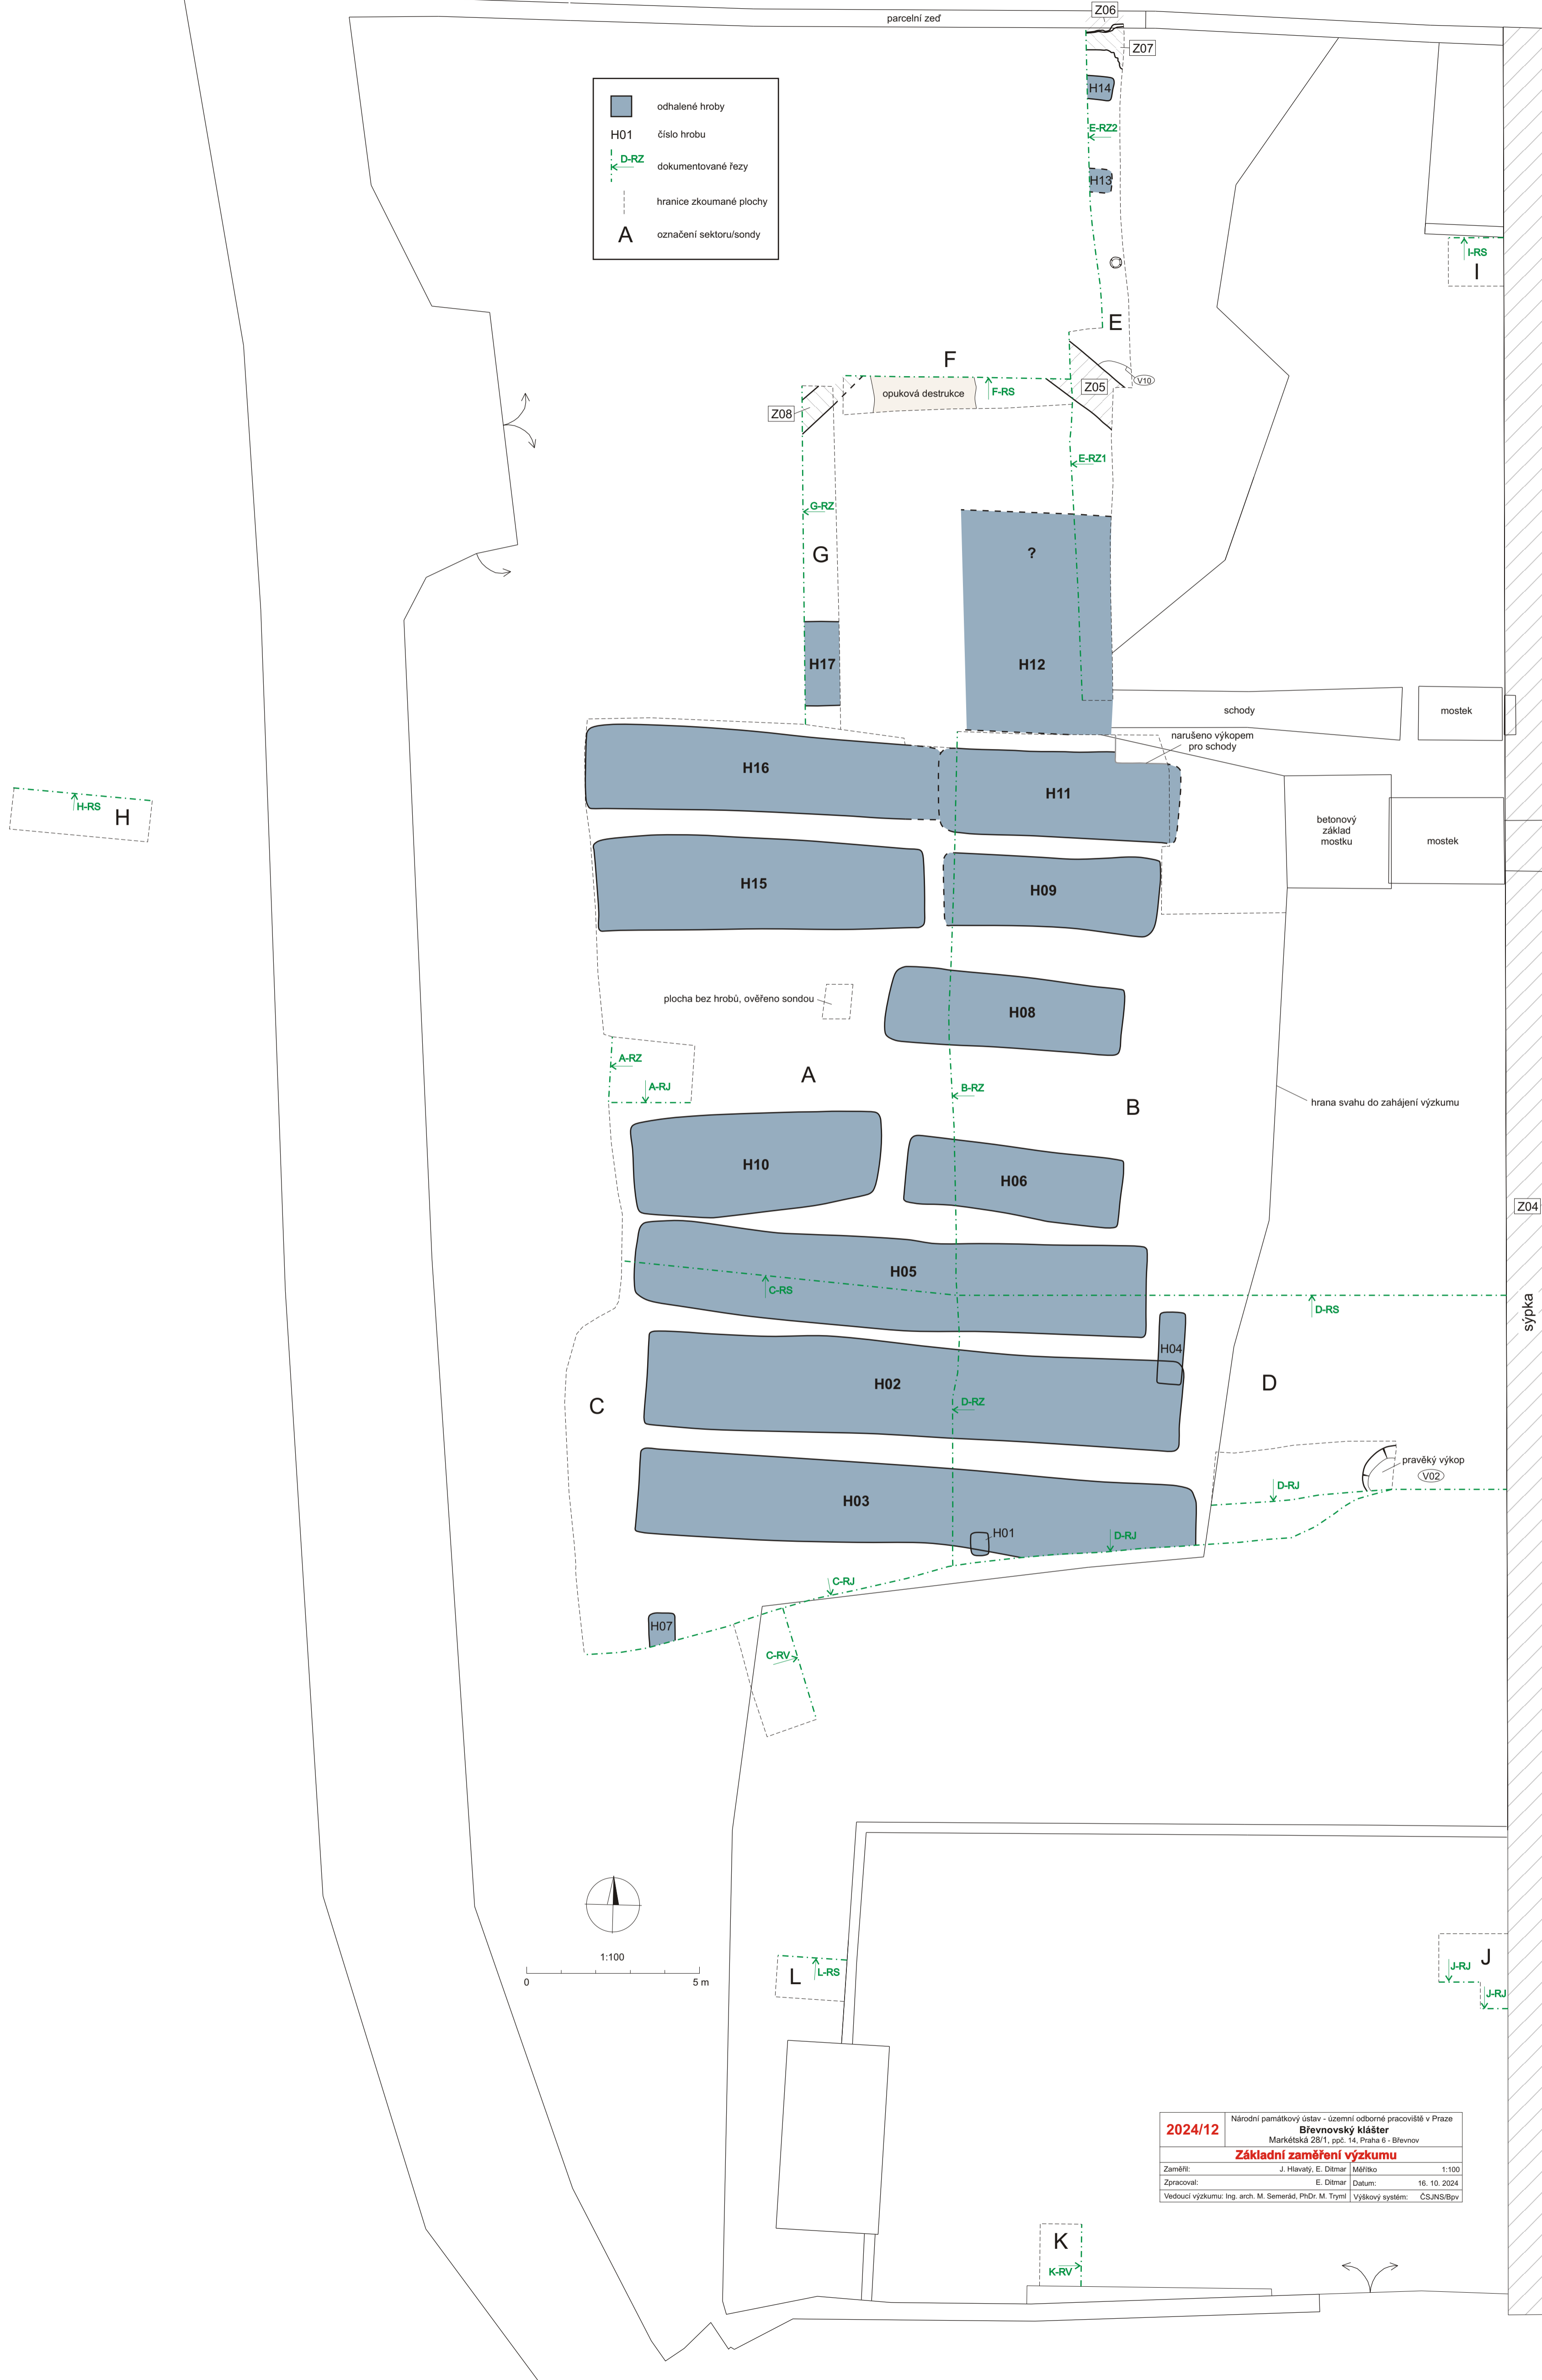 parcelní zeď
Z06
Z07
H14
E-RZ2
H13
E
odhalené hroby
H01
číslo hrobu
D-RZ
dokumentované řezy
hranice zkoumané plochy
A
označení sektoru/sondy
I-RS
I
F
opuková destrukce
F-RS
Z05
V10
Z08
E-RZ1
G-RZ
G
?
H17
H12
schody
mostek
narušeno výkopem
pro schody
H16
H11
H-RS
H
betonový
základ
mostku
mostek
H15
H09
plocha bez hrobů, ověřeno sondou
H08
A-RZ
A-RJ
A
B-RZ
B
hrana svahu do zahájení výzkumu
H10
H06
Z04
H05
C-RS
D-RS
sýpka
H04
H02
D
C
D-RZ
pravěký výkop
V02
D-RJ
H03
H01
D-RJ
C-RJ
H07
C-RV
1:100
0
5 m
L
L-RS
J
J-RJ
J-RJ
2024/12
Národní památkový ústav - územní odborné pracoviště v Praze
Břevnovský klášter
Markétská 28/1, ppč. 14, Praha 6 - Břevnov
Základní zaměření výzkumu
Zaměřil: J. Hlavatý, E. Ditmar Měřítko 1:100
Zpracoval: E. Ditmar Datum: 16. 10. 2024
Vedoucí výzkumu: Ing. arch. M. Semerád, PhDr. M. Tryml Výškový systém: ČSJNS/Bpv
K
K-RV